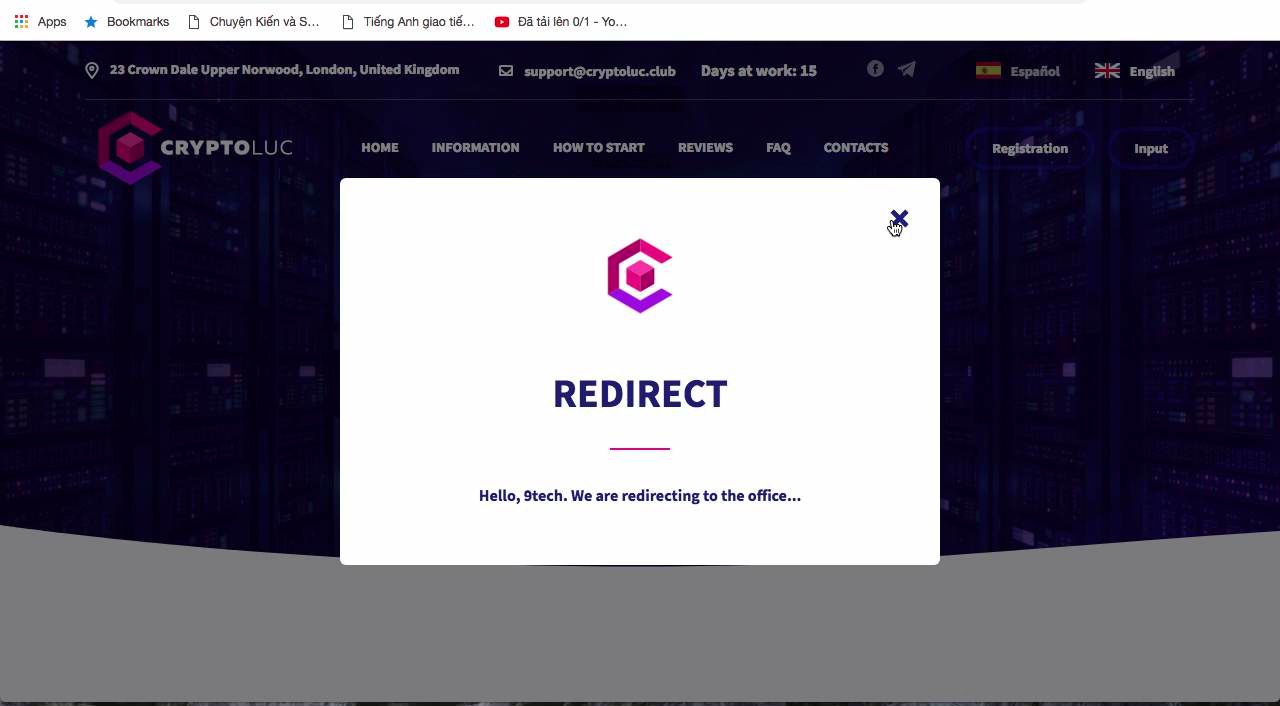 Apps Bookmarks Chuyện Kiến và S... Tiếng Anh giao tiế... Đã tải lên 0/1 - Yo...
23 Crown Dale Upper Norwood, London, United Kingdom support@cryptoluc.club Days at work: 15 Español English
CRYPTOLUC HOME INFORMATION HOW TO START REVIEWS FAQ CONTACTS Registration Input
REDIRECT
Hello, 9tech. We are redirecting to the office...